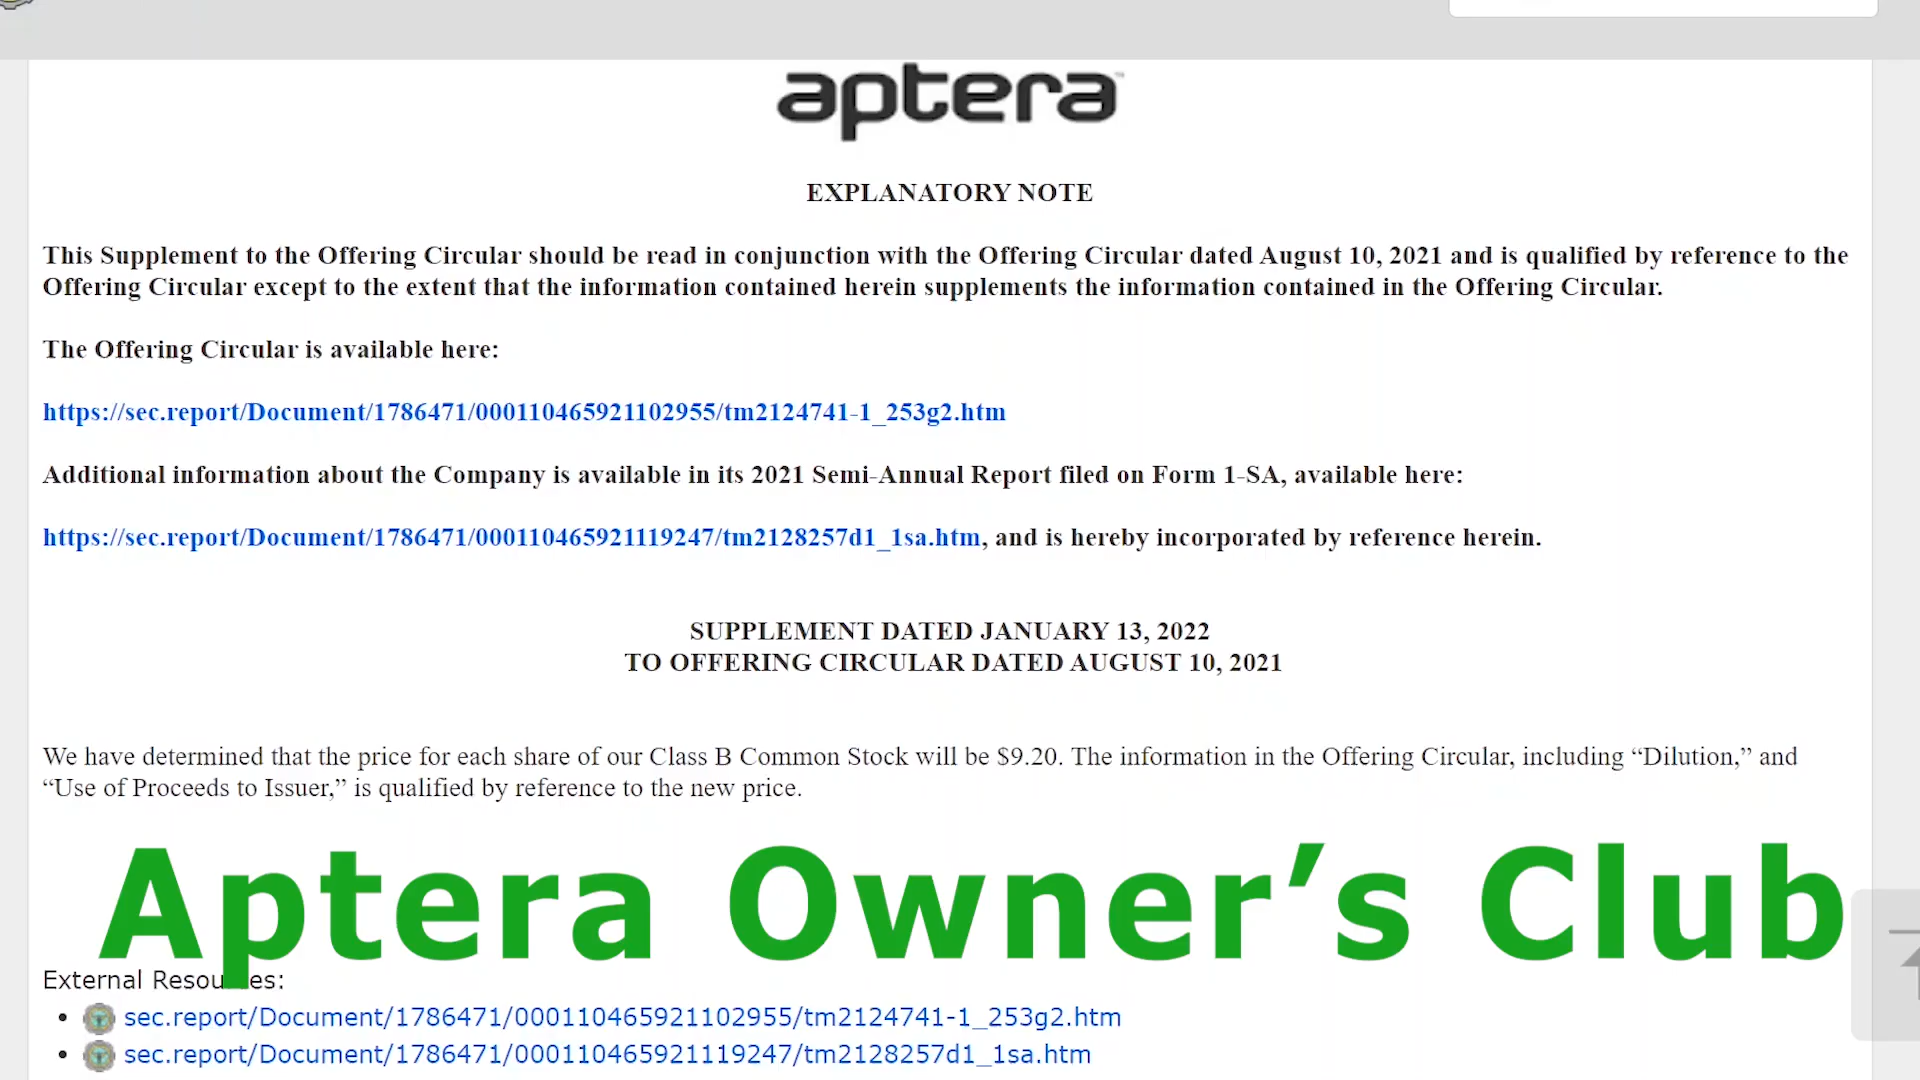 aptera
EXPLANATORY NOTE
This Supplement to the Offering Circular should be read in conjunction with the Offering Circular dated August 10, 2021 and is qualified by reference to the
Offering Circular except to the extent that the information contained herein supplements the information contained in the Offering Circular.
The Offering Circular is available here:
https://sec.report/Document/1786471/000110465921102955/tm2124741-1_253g2.htm
Additional information about the Company is available in its 2021 Semi-Annual Report filed on Form 1-SA, available here:
https://sec.report/Document/1786471/000110465921119247/tm2128257d1_1sa.htm, and is hereby incorporated by reference herein.
SUPPLEMENT DATED JANUARY 13, 2022
TO OFFERING CIRCULAR DATED AUGUST 10, 2021
We have determined that the price for each share of our Class B Common Stock will be $9.20. The information in the Offering Circular, including “Dilution,” and
“Use of Proceeds to Issuer,” is qualified by reference to the new price.
Aptera Owner’s Club
External Resources:
• sec.report/Document/1786471/000110465921102955/tm2124741-1_253g2.htm
• sec.report/Document/1786471/000110465921119247/tm2128257d1_1sa.htm